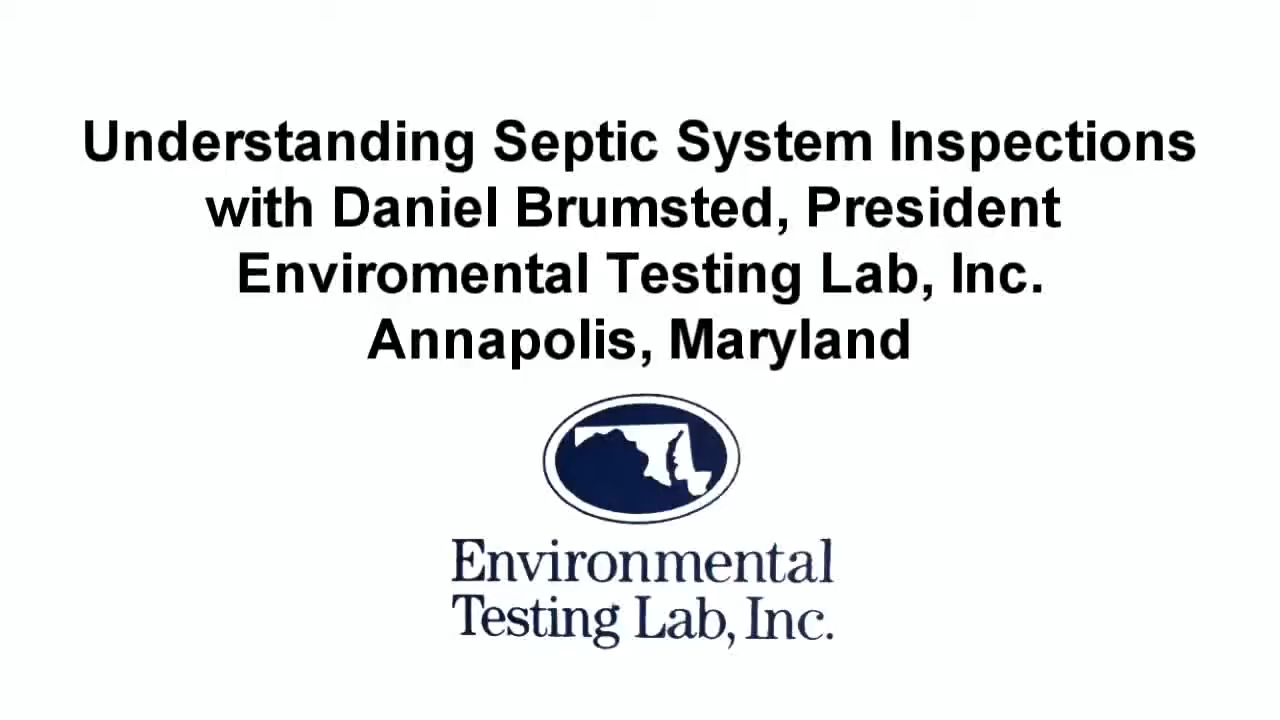 Understanding Septic System Inspections
with Daniel Brumsted, President
Enviromental Testing Lab, Inc.
Annapolis, Maryland
Environmental
Testing Lab, Inc.